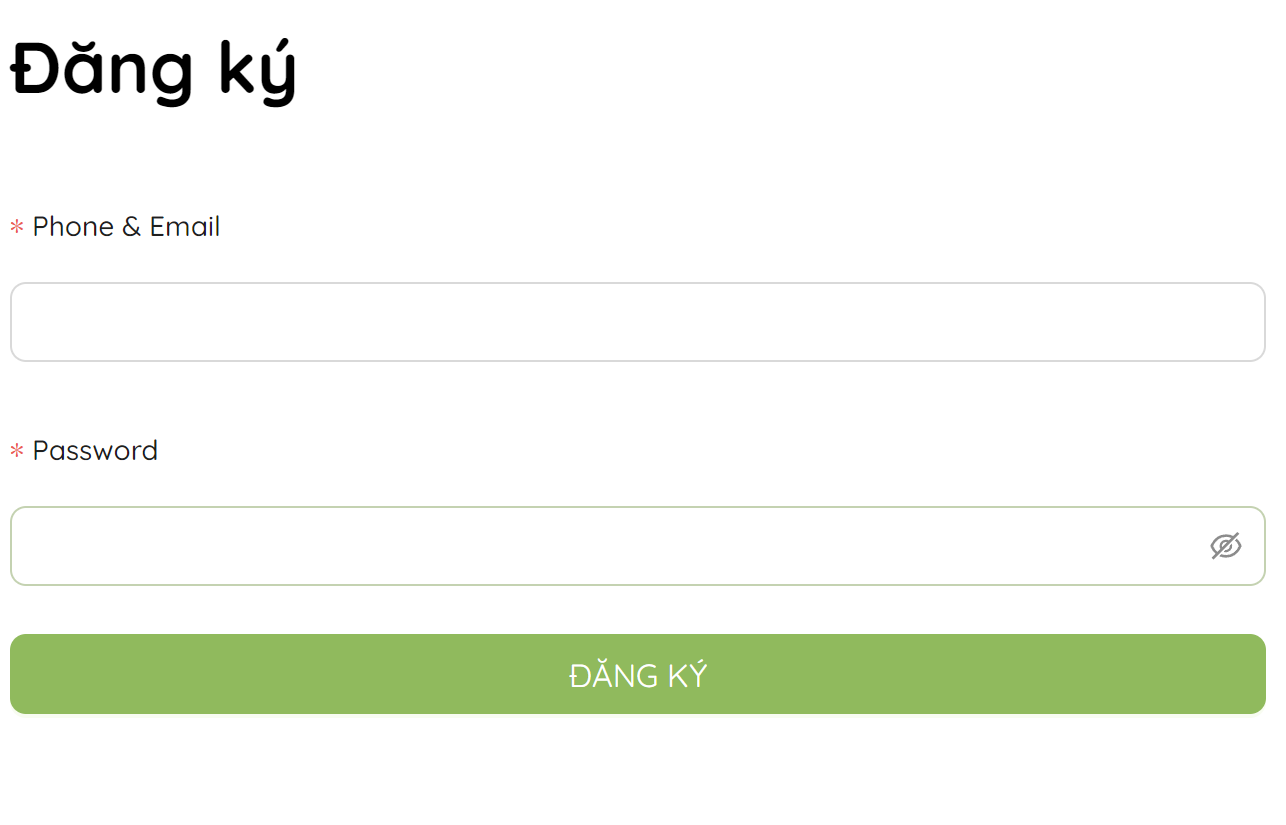 Đăng ký
* Phone & Email
* Password
ĐĂNG KÝ